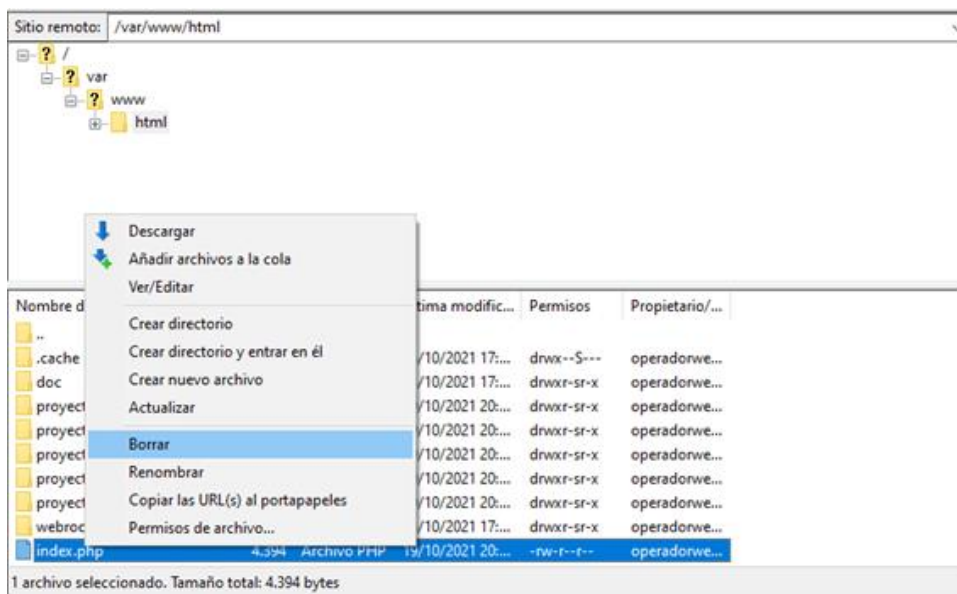 Sitio remoto: /var/www/html
/
var
www
html
Descargar
Añadir archivos a la cola
Ver/Editar
Crear directorio
Crear directorio y entrar en él
Crear nuevo archivo
Actualizar
Borrar
Renombrar
Copiar las URL(s) al portapapeles
Permisos de archivo...
Nombre d tima modific... Permisos Propietario/...
..
.cache /10/2021 17:... drwx--S--- operadorwe...
doc /10/2021 17:... drwxr-sr-x operadorwe...
proyect /10/2021 20:... drwxr-sr-x operadorwe...
proyect /10/2021 20:... drwxr-sr-x operadorwe...
proyect /10/2021 20:... drwxr-sr-x operadorwe...
proyect /10/2021 20:... drwxr-sr-x operadorwe...
proyect /10/2021 20:... drwxr-sr-x operadorwe...
webroo /10/2021 17:... drwxr-sr-x operadorwe...
index.php 4.394 Archivo PHP 19/10/2021 20:... -rw-r--r-- operadorwe...
1 archivo seleccionado. Tamaño total: 4.394 bytes